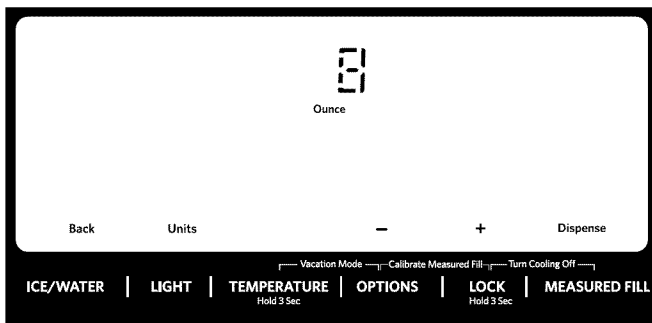 8
Ounce
Back Units – + Dispense
Vacation Mode Calibrate Measured Fill Turn Cooling Off
ICE/WATER | LIGHT | TEMPERATURE | OPTIONS | LOCK | MEASURED FILL
Hold 3 Sec Hold 3 Sec